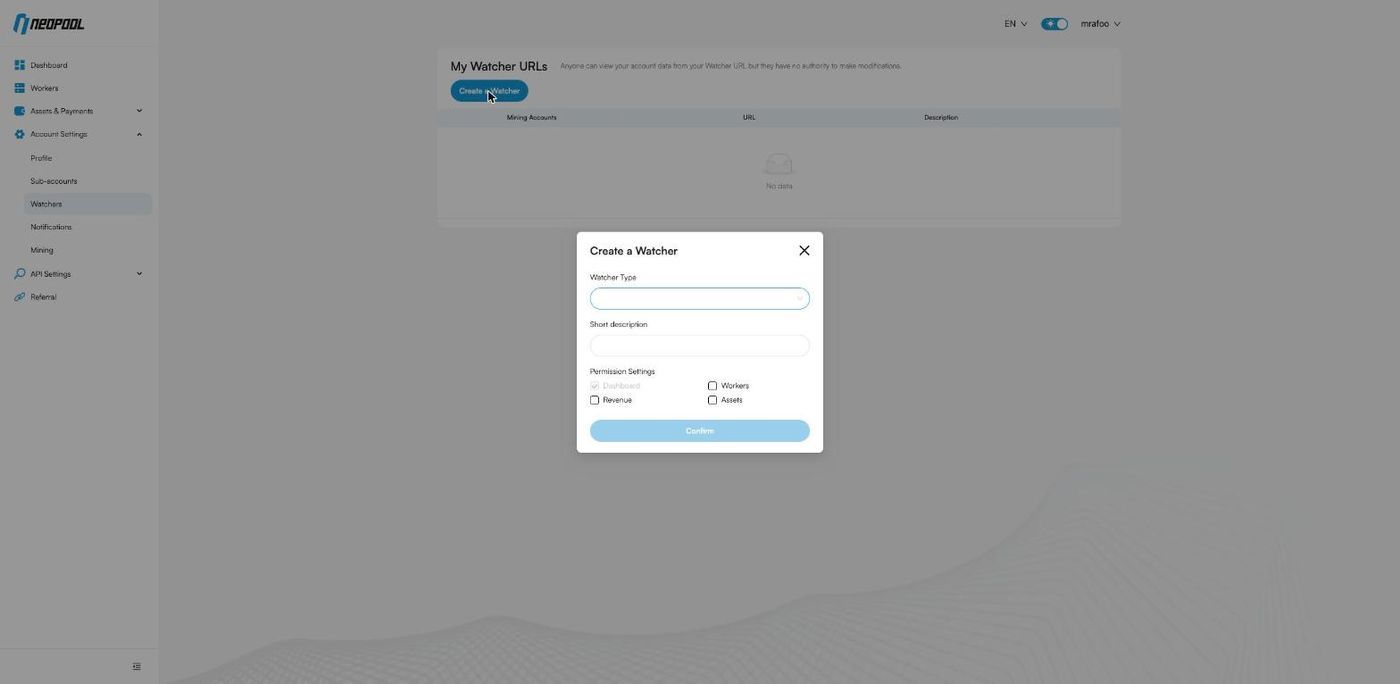 NEOPOOL
EN
mrafoo
Dashboard
Workers
Assets & Payments
Account Settings
Profile
Sub-accounts
Watchers
Notifications
Mining
API Settings
Referral
My Watcher URLs
Anyone can view your account data from your Watcher URL but they have no authority to make modifications.
Create a Watcher
Mining Accounts URL Description
No data
Create a Watcher
Watcher Type
Short description
Permission Settings
Dashboard Workers
Revenue Assets
Confirm